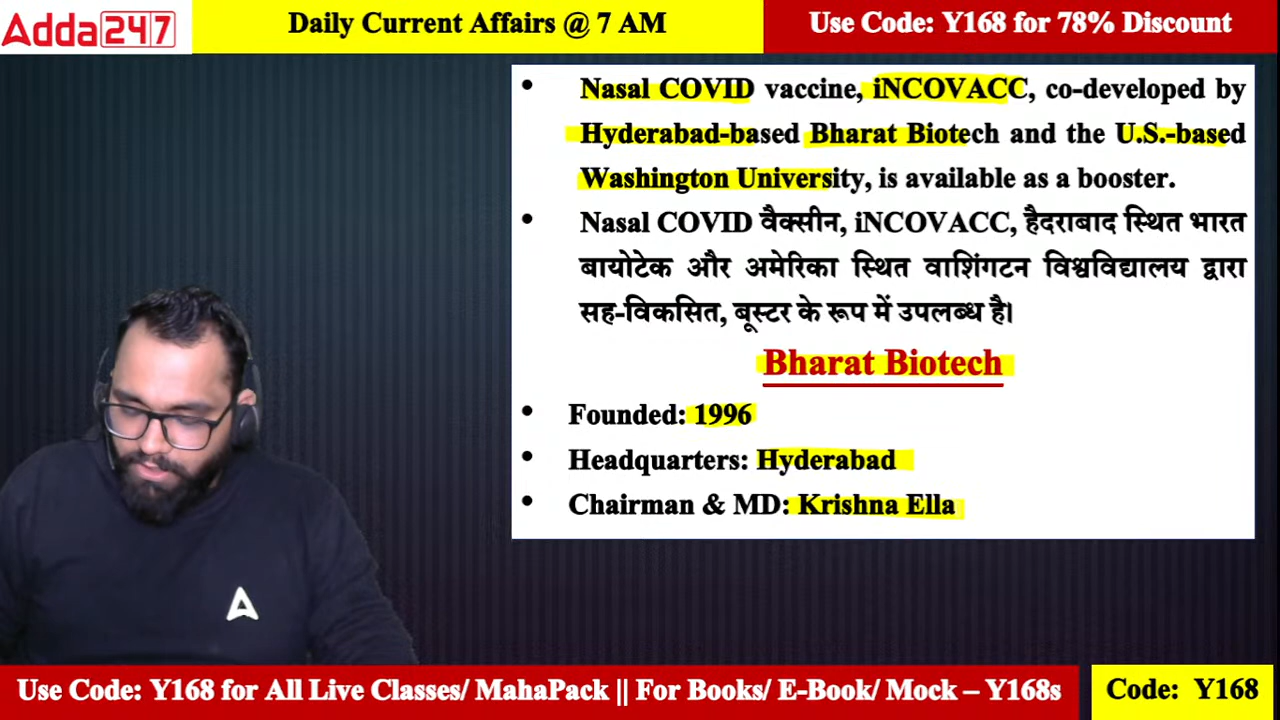 Adda247
Daily Current Affairs @ 7 AM
Use Code: Y168 for 78% Discount
• Nasal COVID vaccine, iNCOVACC, co-developed by
Hyderabad-based Bharat Biotech and the U.S.-based
Washington University, is available as a booster.
• Nasal COVID वैक्सीन, iNCOVACC, हैदराबाद स्थित भारत
बायोटेक और अमेरिका स्थित वाशिंगटन विश्वविद्यालय द्वारा
सह-विकसित, बूस्टर के रूप में उपलब्ध है।
Bharat Biotech
• Founded: 1996
• Headquarters: Hyderabad
• Chairman & MD: Krishna Ella
Use Code: Y168 for All Live Classes/ MahaPack || For Books/ E-Book/ Mock – Y168s
Code: Y168